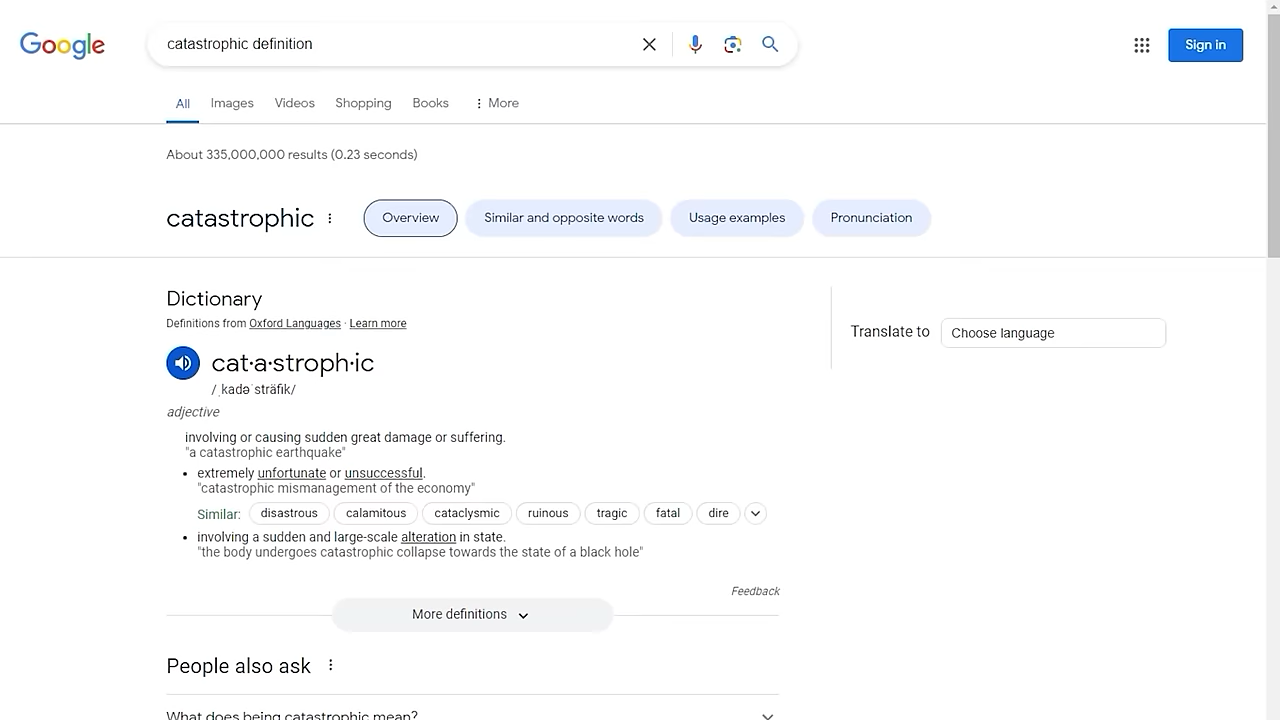 Google
catastrophic definition
Sign in
All Images Videos Shopping Books More
About 335,000,000 results (0.23 seconds)
catastrophic
Overview Similar and opposite words Usage examples Pronunciation
Dictionary
Definitions from Oxford Languages · Learn more
Translate to Choose language
cat·a·stroph·ic
/ˌkadəˈsträfik/
adjective
involving or causing sudden great damage or suffering.
"a catastrophic earthquake"
• extremely unfortunate or unsuccessful.
"catastrophic mismanagement of the economy"
Similar: disastrous calamitous cataclysmic ruinous tragic fatal dire
• involving a sudden and large-scale alteration in state.
"the body undergoes catastrophic collapse towards the state of a black hole"
Feedback
More definitions
People also ask
What does being catastrophic mean?